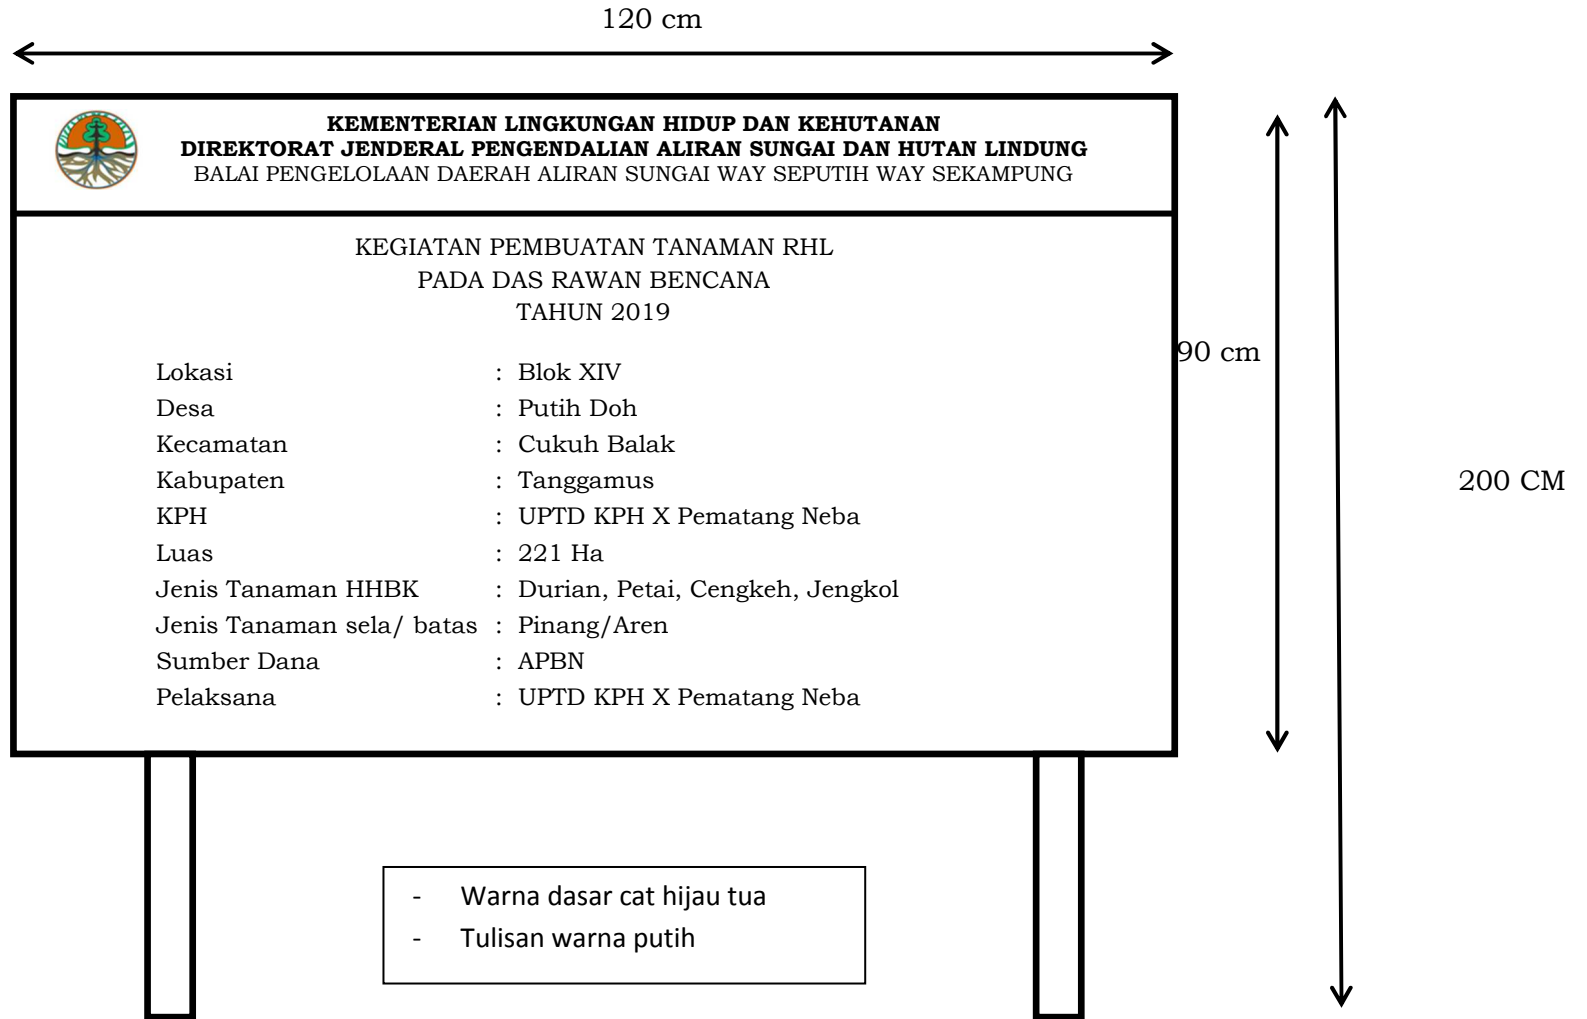 120 cm
KEMENTERIAN LINGKUNGAN HIDUP DAN KEHUTANAN
DIREKTORAT JENDERAL PENGENDALIAN ALIRAN SUNGAI DAN HUTAN LINDUNG
BALAI PENGELOLAAN DAERAH ALIRAN SUNGAI WAY SEPUTIH WAY SEKAMPUNG
KEGIATAN PEMBUATAN TANAMAN RHL
PADA DAS RAWAN BENCANA
TAHUN 2019
Lokasi : Blok XIV
Desa : Putih Doh
Kecamatan : Cukuh Balak
Kabupaten : Tanggamus
KPH : UPTD KPH X Pematang Neba
Luas : 221 Ha
Jenis Tanaman HHBK : Durian, Petai, Cengkeh, Jengkol
Jenis Tanaman sela/ batas : Pinang/Aren
Sumber Dana : APBN
Pelaksana : UPTD KPH X Pematang Neba
90 cm
200 CM
- Warna dasar cat hijau tua
- Tulisan warna putih